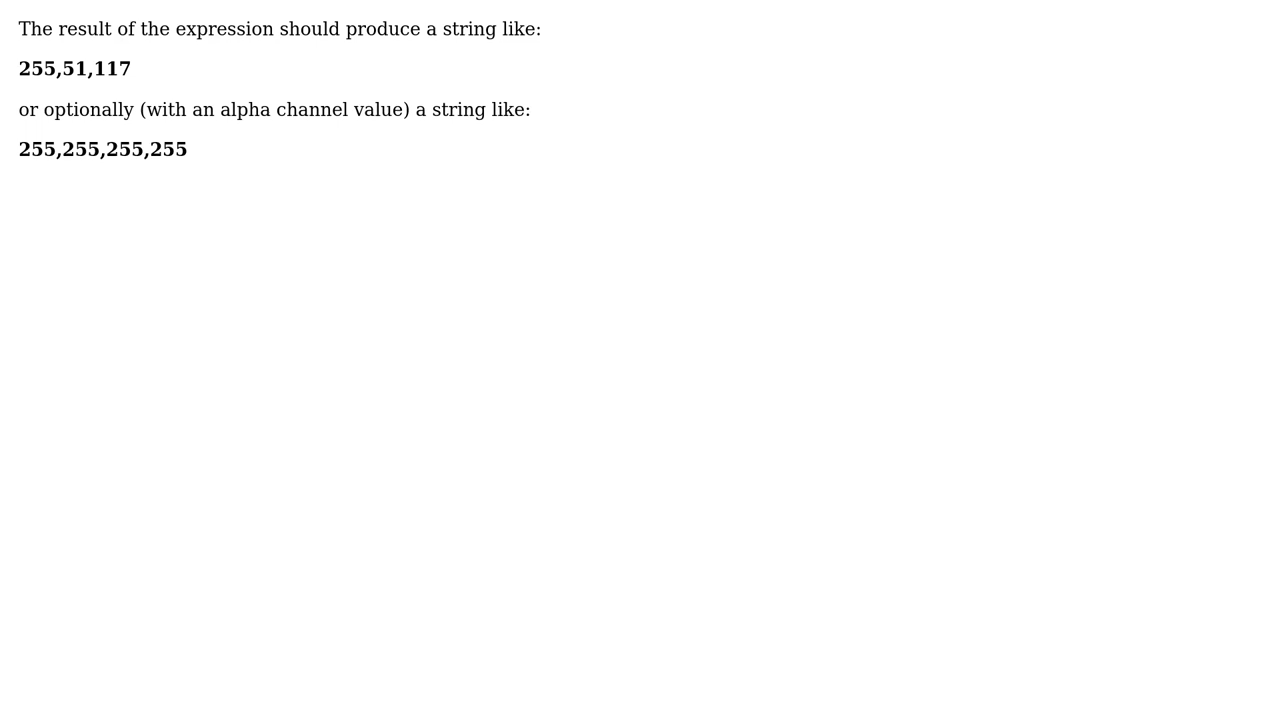 The result of the expression should produce a string like:
255,51,117
or optionally (with an alpha channel value) a string like:
255,255,255,255